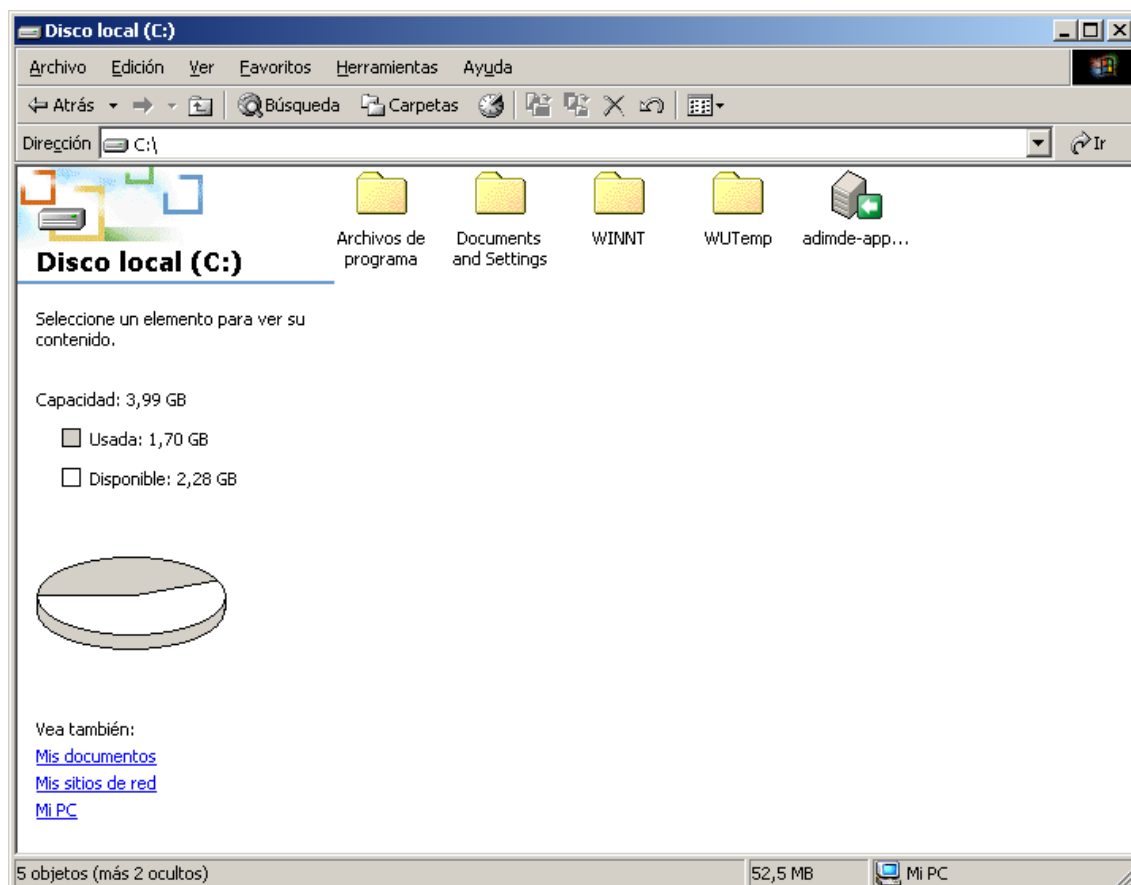 Disco local (C:)
Archivo Edición Ver Favoritos Herramientas Ayuda
Atrás Búsqueda Carpetas
Dirección C:\ Ir
Disco local (C:)
Seleccione un elemento para ver su
contenido.
Capacidad: 3,99 GB
Usada: 1,70 GB
Disponible: 2,28 GB
Vea también:
Mis documentos
Mis sitios de red
Mi PC
Archivos de
programa
Documents
and Settings
WINNT
WUTemp
adimde-app...
5 objetos (más 2 ocultos) 52,5 MB Mi PC